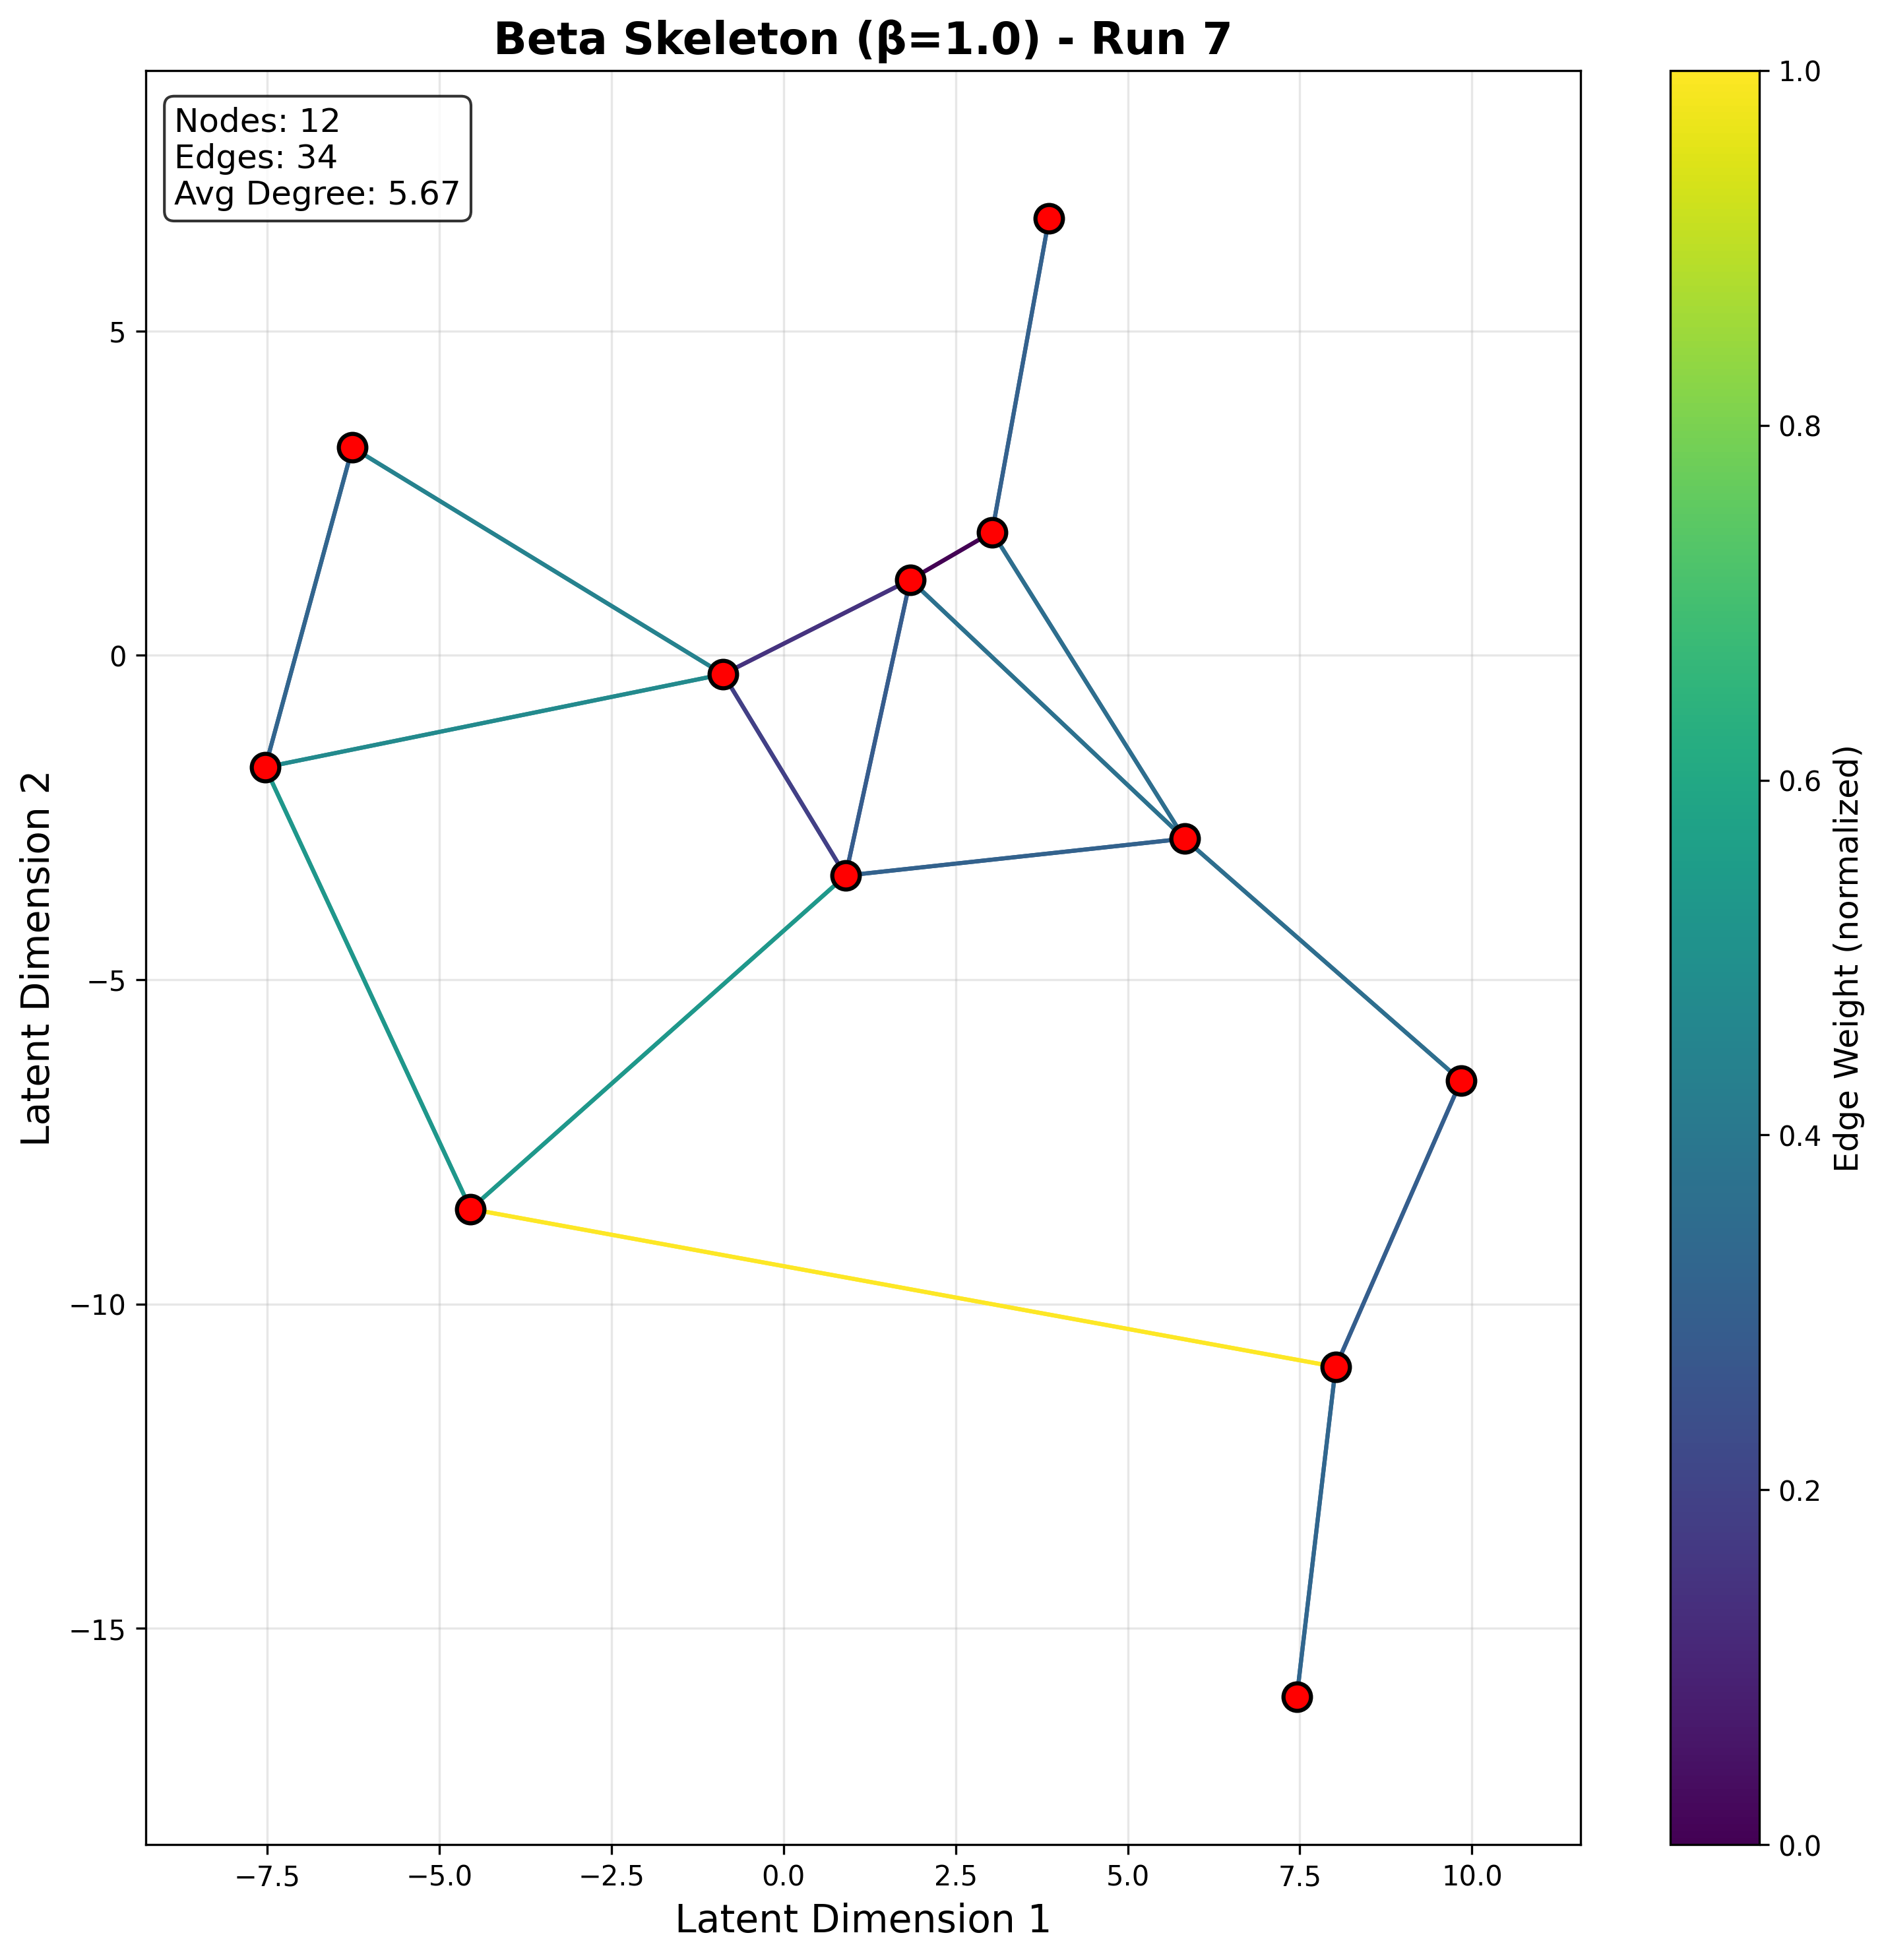 Beta Skeleton (β=1.0) - Run 7
Nodes: 12
Edges: 34
Avg Degree: 5.67
5
0
−5
−10
−15
Latent Dimension 2
−7.5
−5.0
−2.5
0.0
2.5
5.0
7.5
10.0
Latent Dimension 1
1.0
0.8
0.6
0.4
0.2
0.0
Edge Weight (normalized)